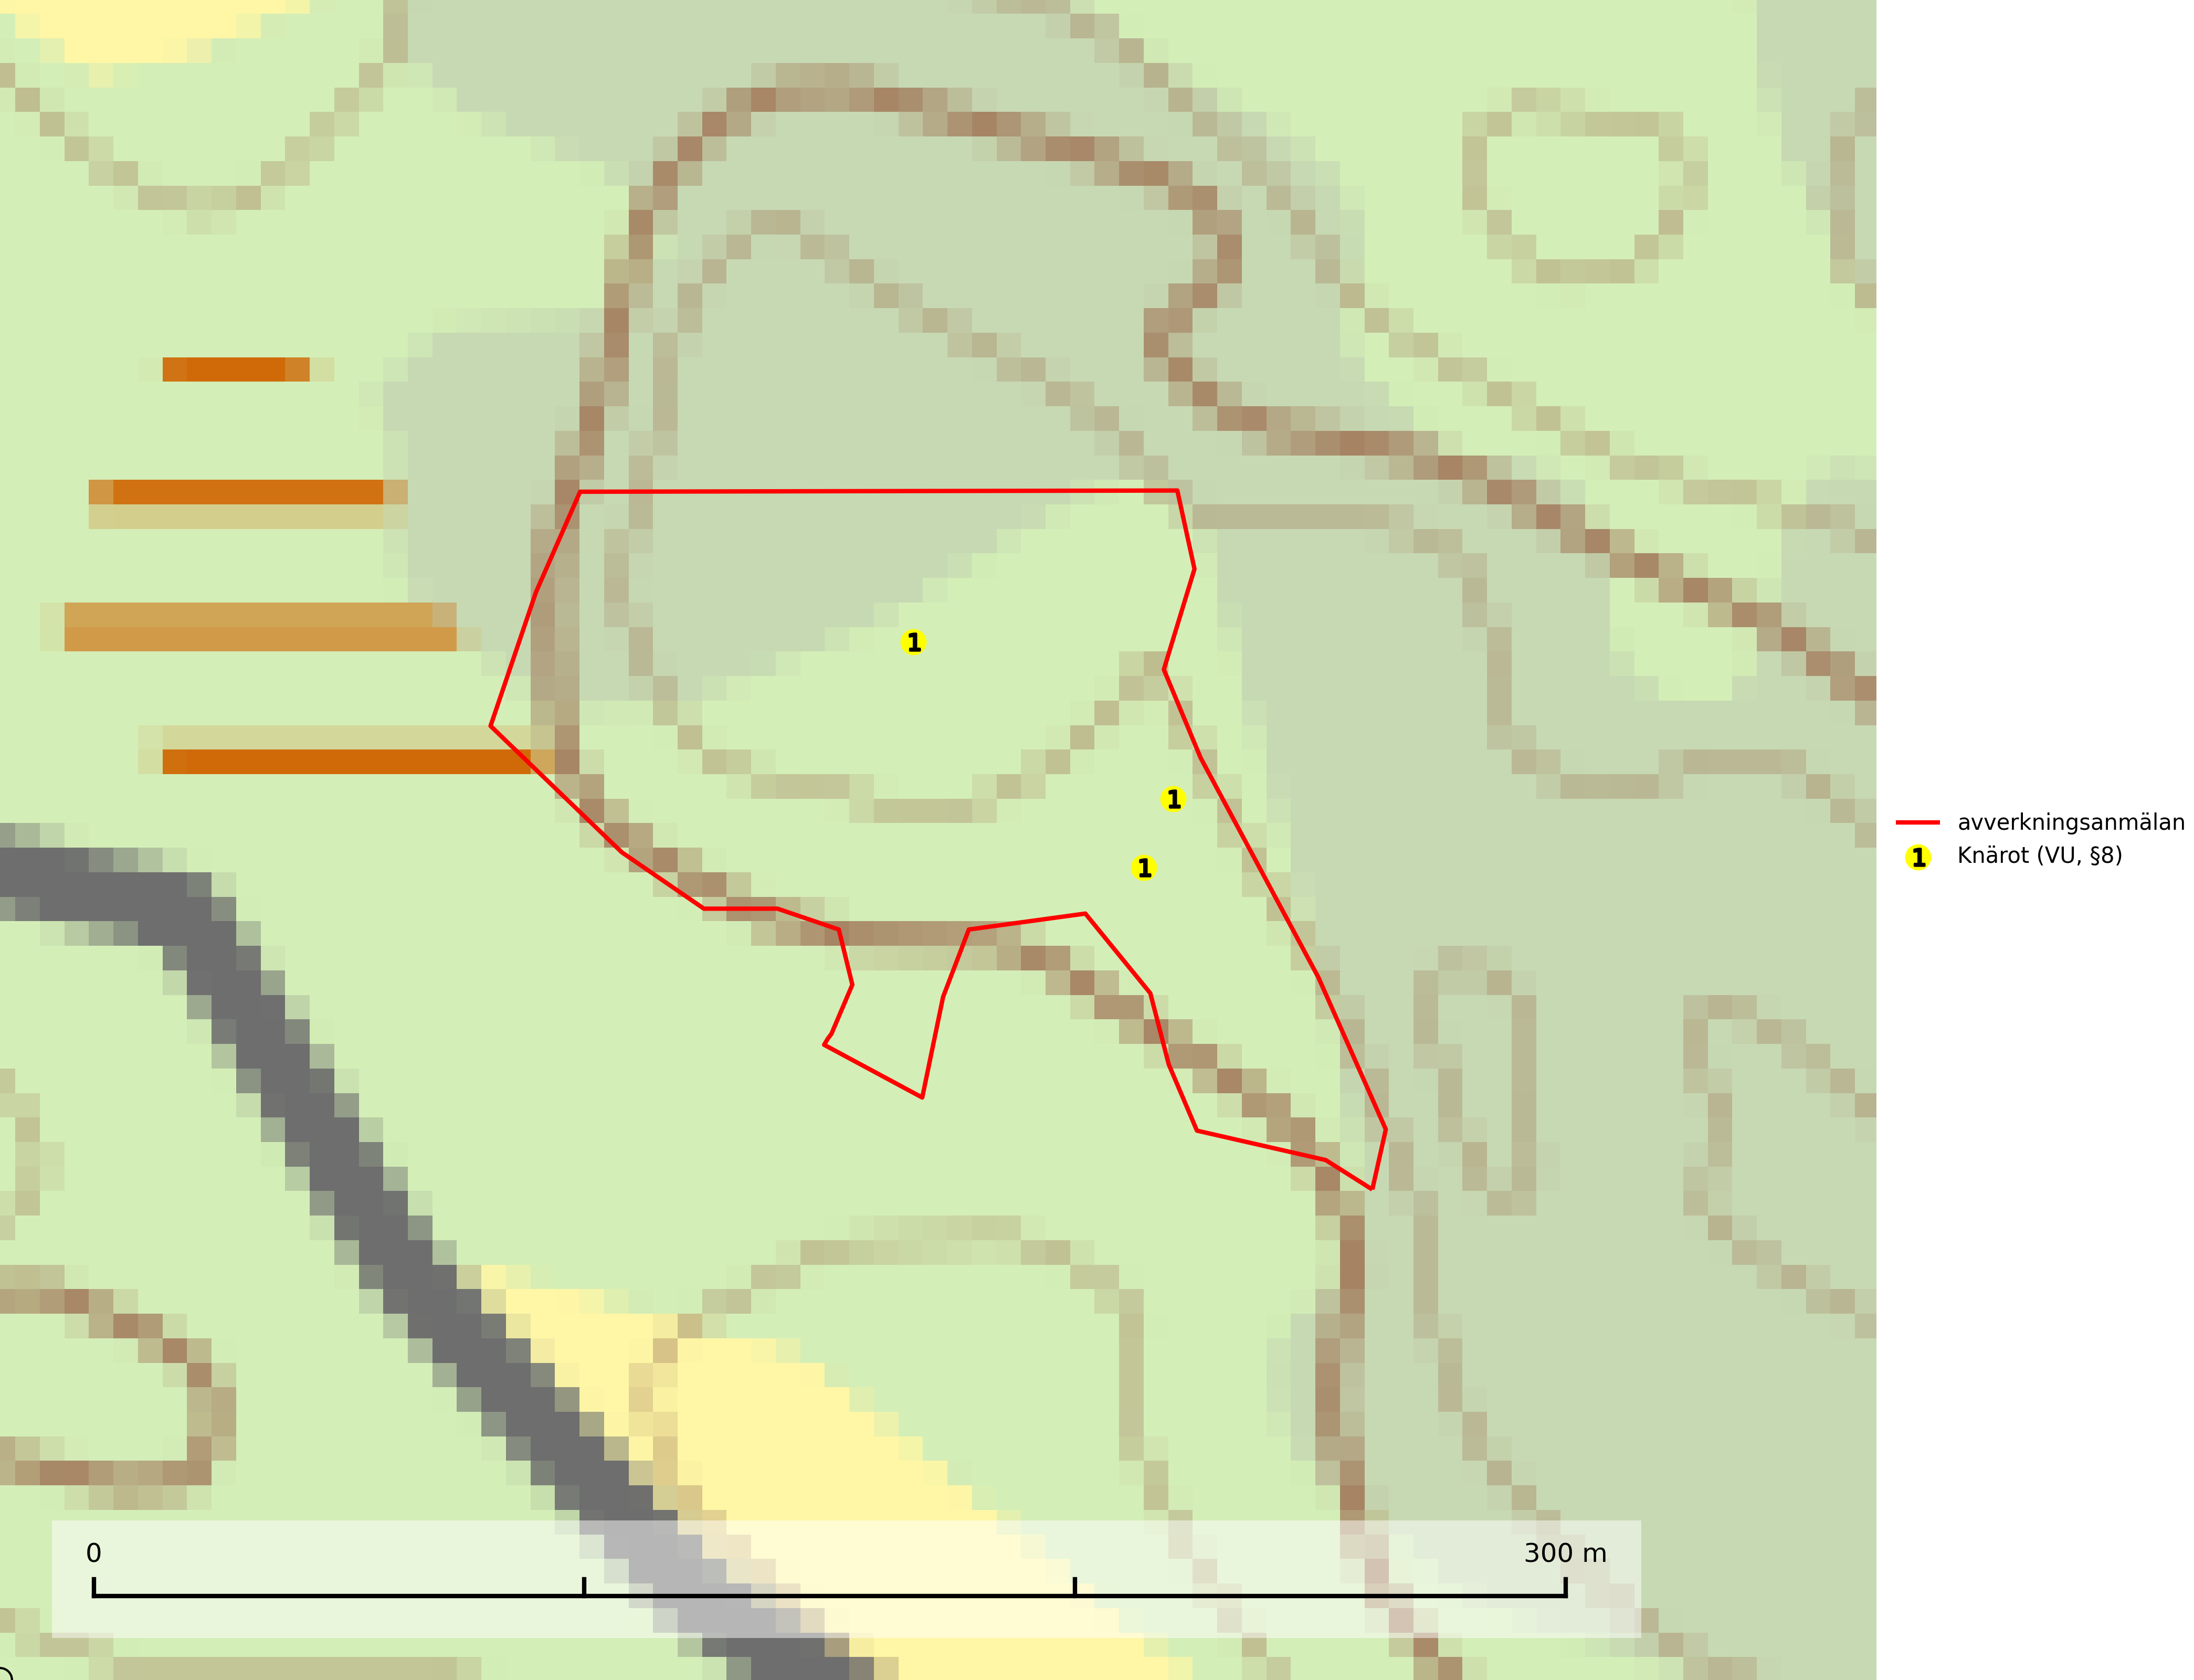 1
1
1
avverkningsanmälan
1 Knärot (VU, §8)
0 300 m